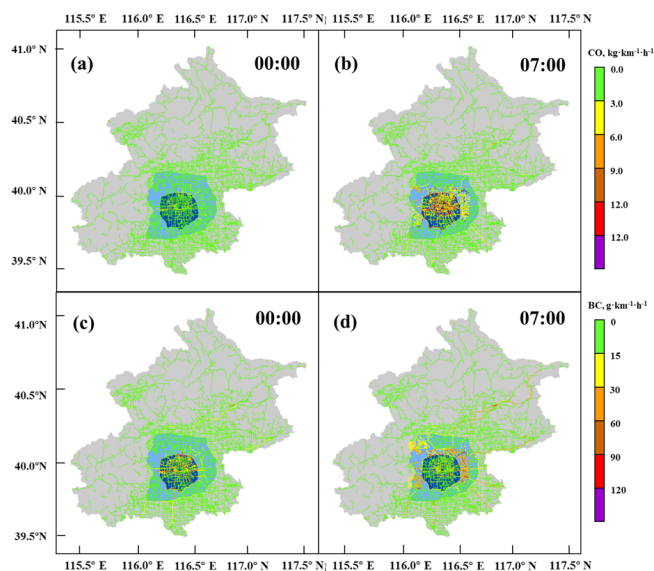 115.5° E 116.0° E 116.5° E 117.0° E 117.5° N 115.5° E 116.0° E 116.5° E 117.0° E 117.5° N
CO, kg·km⁻¹·h⁻¹
41.0° N
(a) 00:00
(b) 07:00
0.0
3.0
40.5° N
6.0
9.0
40.0° N
12.0
12.0
39.5° N
BC, g·km⁻¹·h⁻¹
41.0°N
(c) 00:00
(d) 07:00
0
15
40.5° N
30
60
40.0° N
90
120
39.5° N
115.5° E 116.0° E 116.5° E 117.0° E 117.5° N 115.5° E 116.0° E 116.5° E 117.0° E 117.5° N